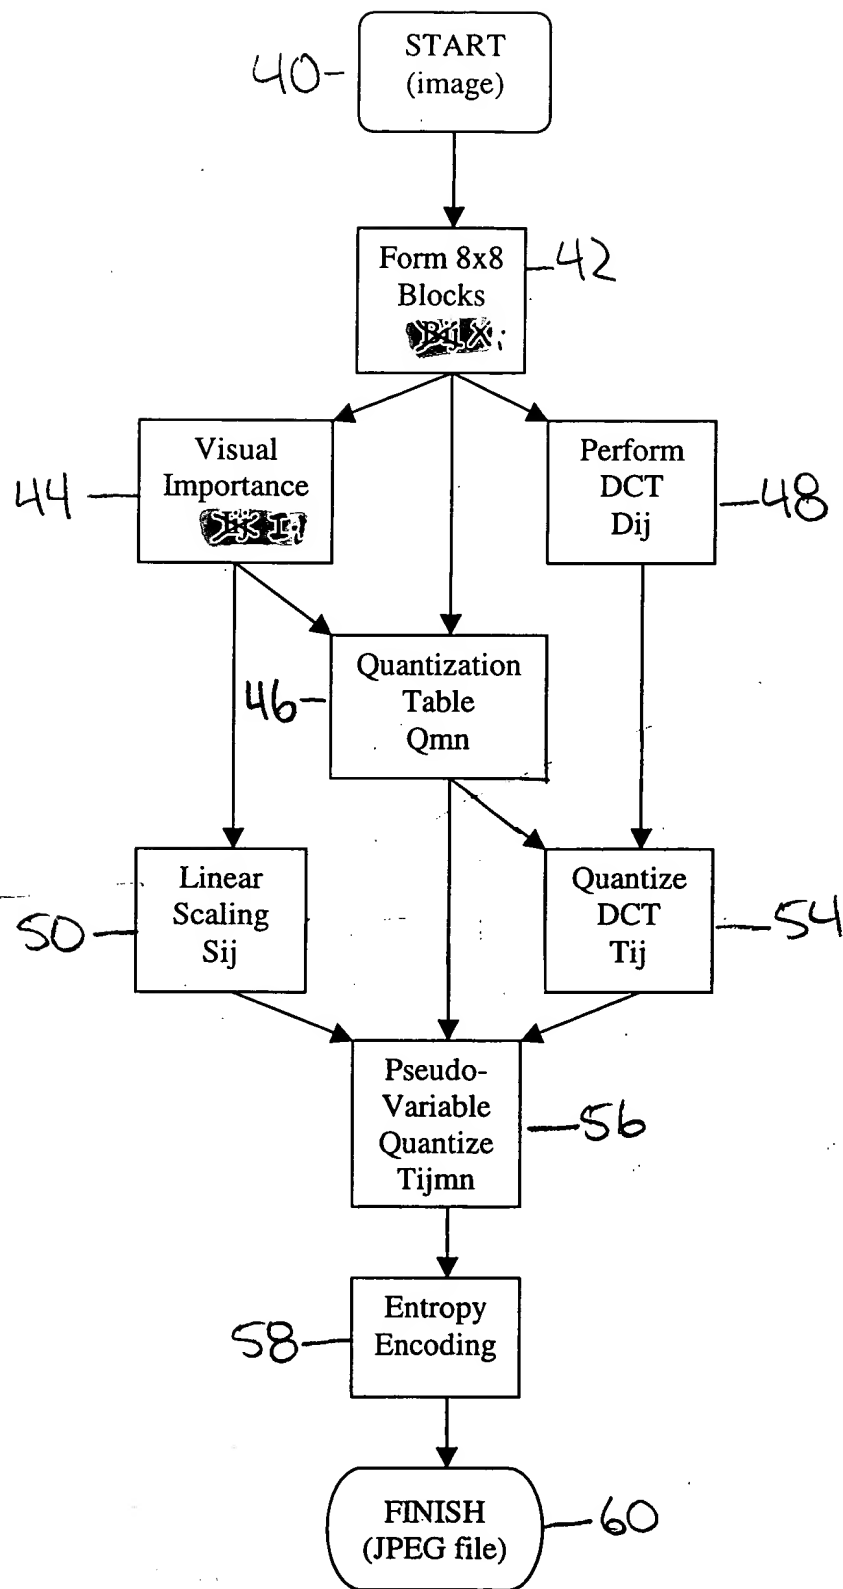 START
(image)
40
Form 8x8
Blocks
42
Visual
Importance
44
Perform
DCT
Dij
48
Quantization
Table
Qmn
46
Linear
Scaling
Sij
50
Quantize
DCT
Tij
54
Pseudo-
Variable
Quantize
Tijmn
56
Entropy
Encoding
58
FINISH
(JPEG file)
60